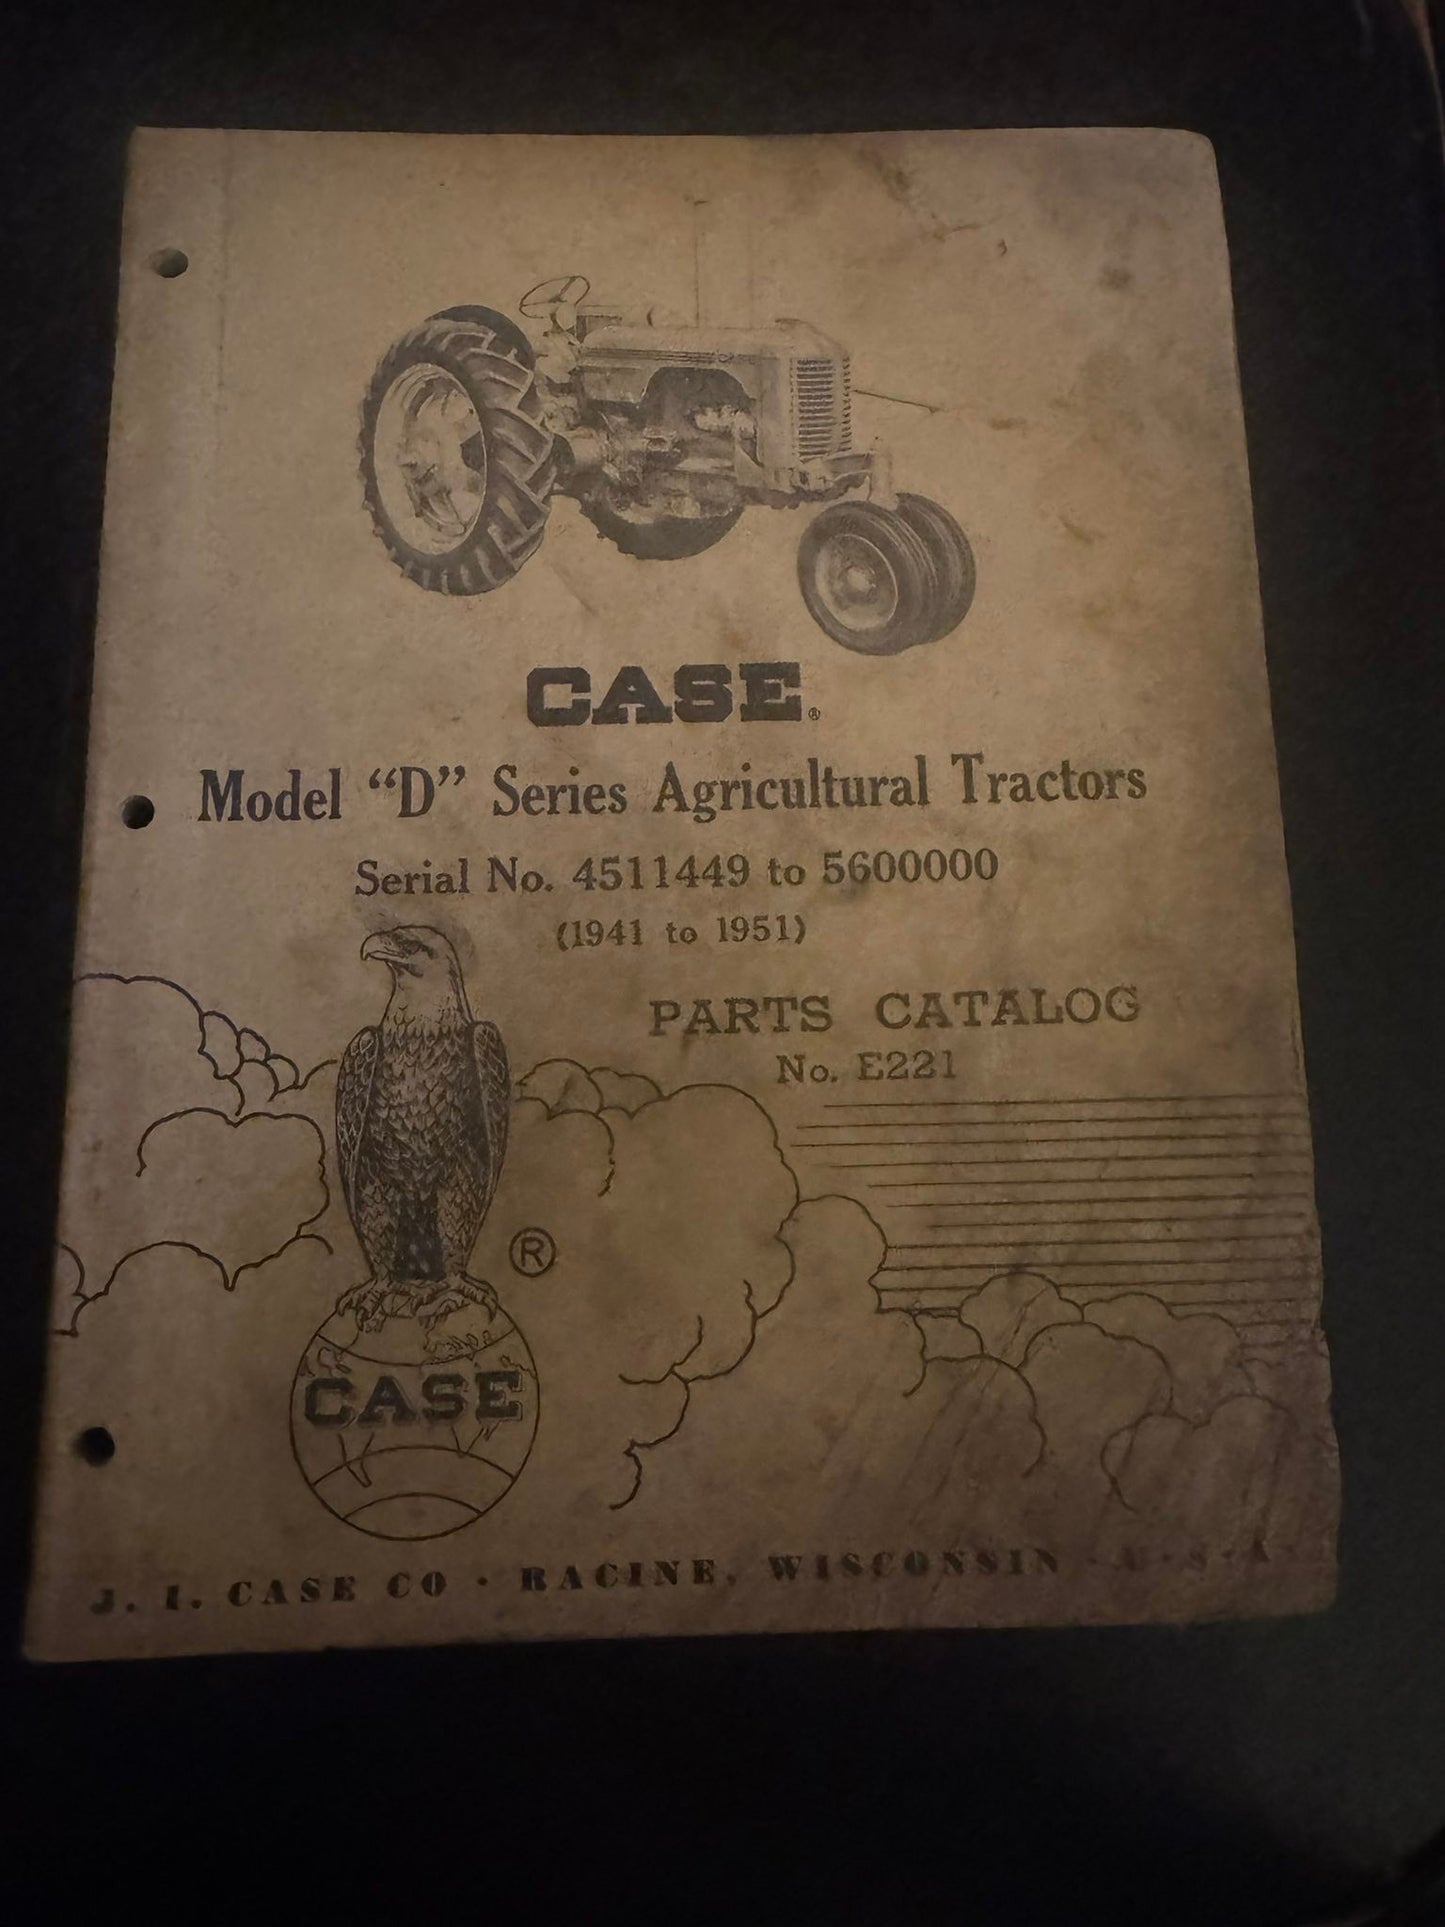 CASE®
Model “D” Series Agricultural Tractors
Serial No. 4511449 to 5600000
(1941 to 1951)
PARTS CATALOG
No. E221
®
CASE
J. I. CASE CO · RACINE, WISCONSIN · U·S·A·